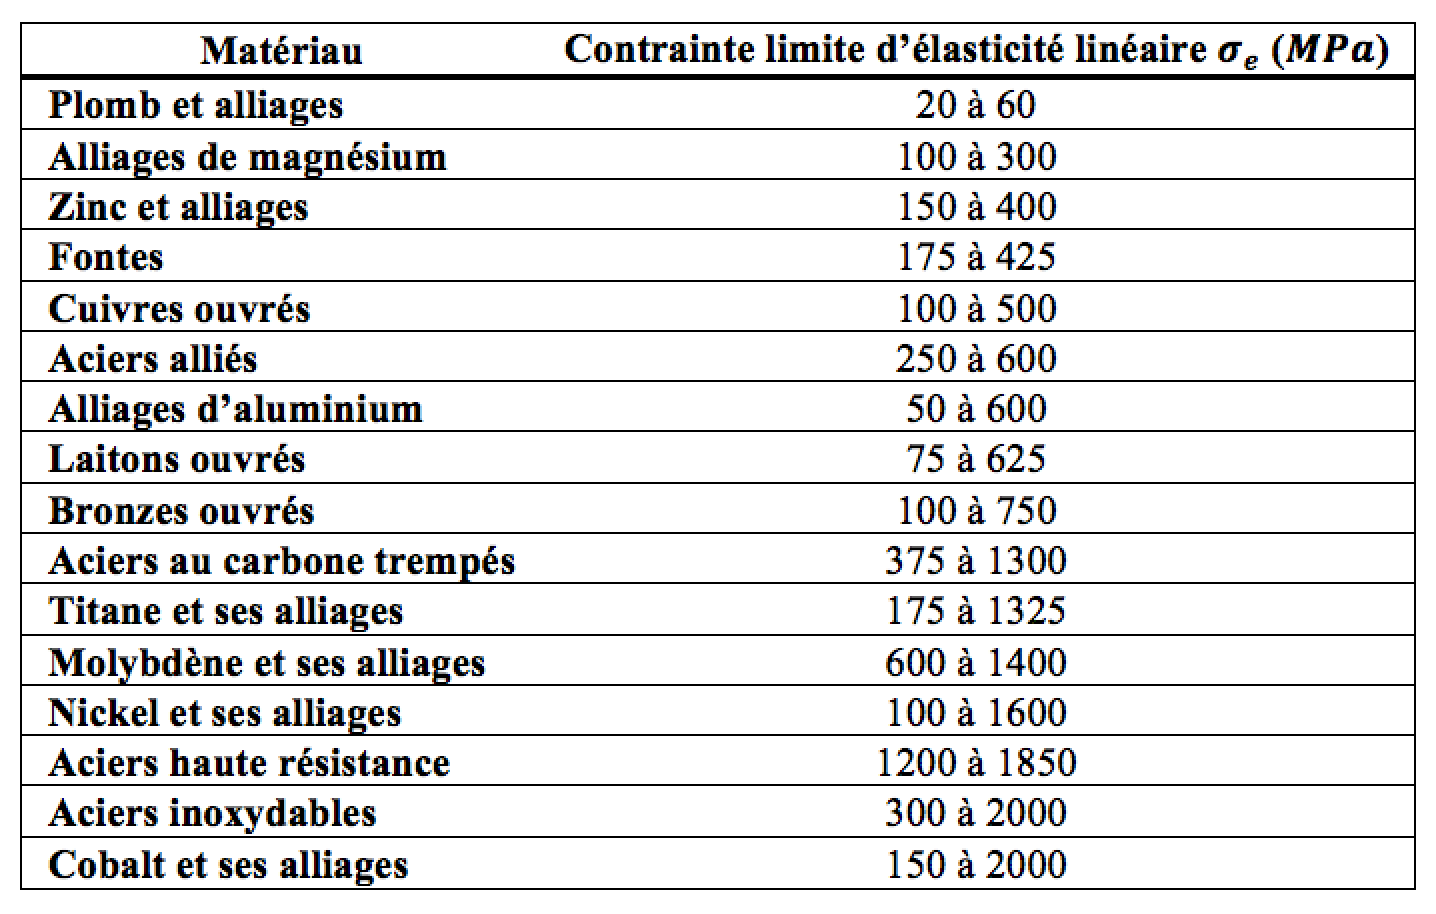 Matériau Contrainte limite d’élasticité linéaire σe (MPa)
Plomb et alliages 20 à 60
Alliages de magnésium 100 à 300
Zinc et alliages 150 à 400
Fontes 175 à 425
Cuivres ouvrés 100 à 500
Aciers alliés 250 à 600
Alliages d’aluminium 50 à 600
Laitons ouvrés 75 à 625
Bronzes ouvrés 100 à 750
Aciers au carbone trempés 375 à 1300
Titane et ses alliages 175 à 1325
Molybdène et ses alliages 600 à 1400
Nickel et ses alliages 100 à 1600
Aciers haute résistance 1200 à 1850
Aciers inoxydables 300 à 2000
Cobalt et ses alliages 150 à 2000